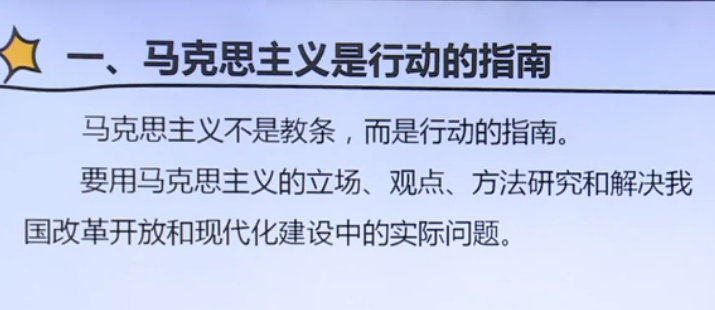 一、马克思主义是行动的指南
马克思主义不是教条，而是行动的指南。
要用马克思主义的立场、观点、方法研究和解决我
国改革开放和现代化建设中的实际问题。